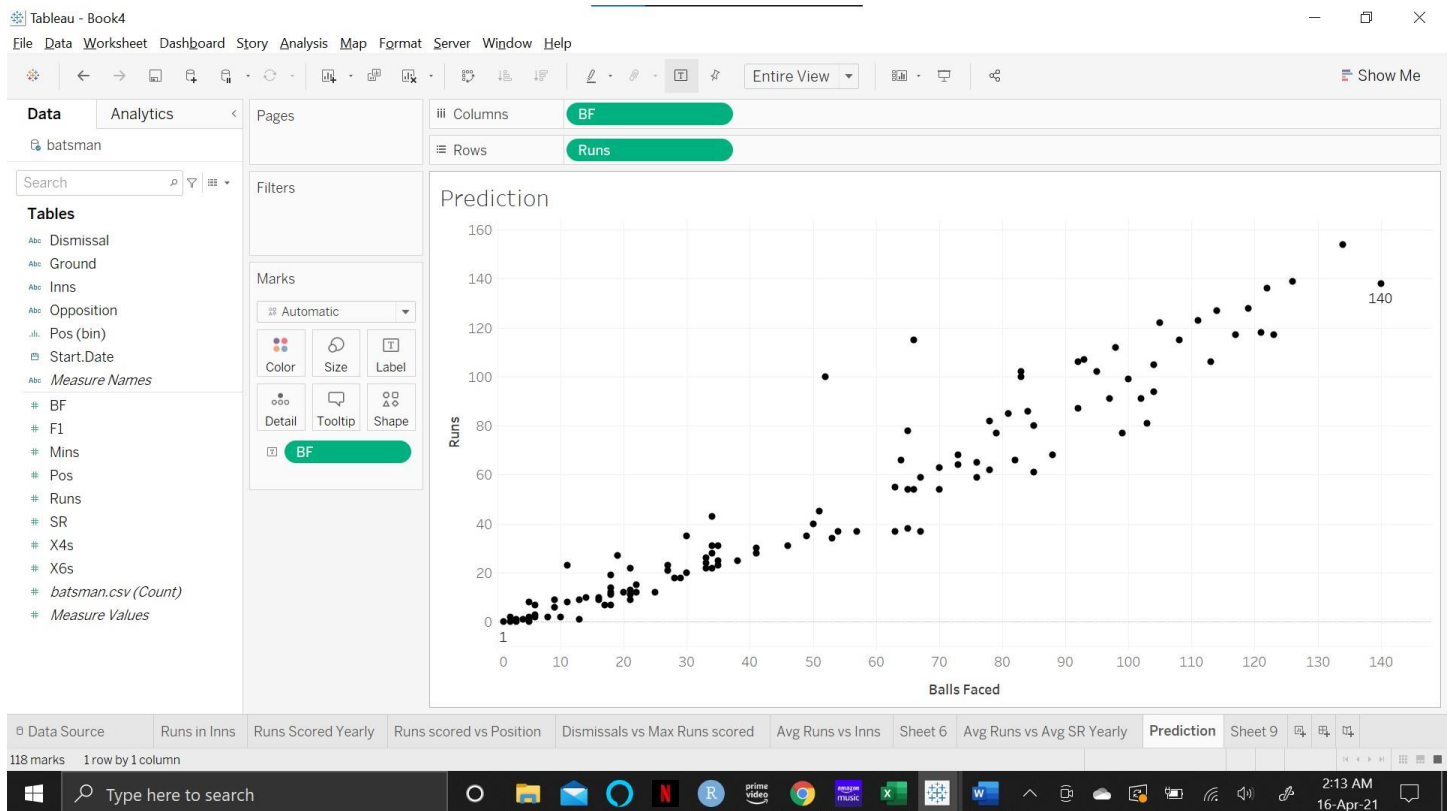 Tableau - Book4
File Data Worksheet Dashboard Story Analysis Map Format Server Window Help
Entire View
Show Me
Data Analytics
batsman
Search
Tables
Abc Dismissal
Abc Ground
Abc Inns
Abc Opposition
Pos (bin)
Start.Date
Abc Measure Names
# BF
# F1
# Mins
# Pos
# Runs
# SR
# X4s
# X6s
# batsman.csv (Count)
# Measure Values
Pages
Filters
Marks
Automatic
Color Size Label
Detail Tooltip Shape
BF
iii Columns BF
Rows Runs
Prediction
160
140
120
100
80
60
40
20
0
Runs
140
1
0 10 20 30 40 50 60 70 80 90 100 110 120 130 140
Balls Faced
Data Source Runs in Inns Runs Scored Yearly Runs scored vs Position Dismissals vs Max Runs scored Avg Runs vs Inns Sheet 6 Avg Runs vs Avg SR Yearly Prediction Sheet 9
118 marks 1 row by 1 column
Type here to search
N
R
prime video
amazon music
X
W
2:13 AM
16-Apr-21